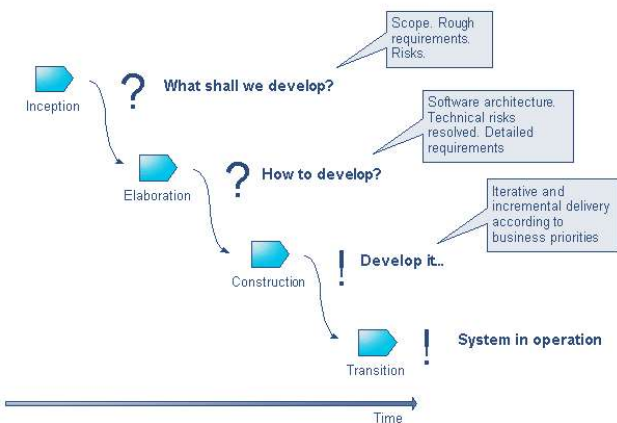 Scope. Rough
requirements.
Risks.
?
What shall we develop?
Inception
Software architecture.
Technical risks
resolved. Detailed
requirements
?
How to develop?
Elaboration
Iterative and
incremental delivery
according to
business priorities
!
Develop it...
Construction
!
System in operation
Transition
Time